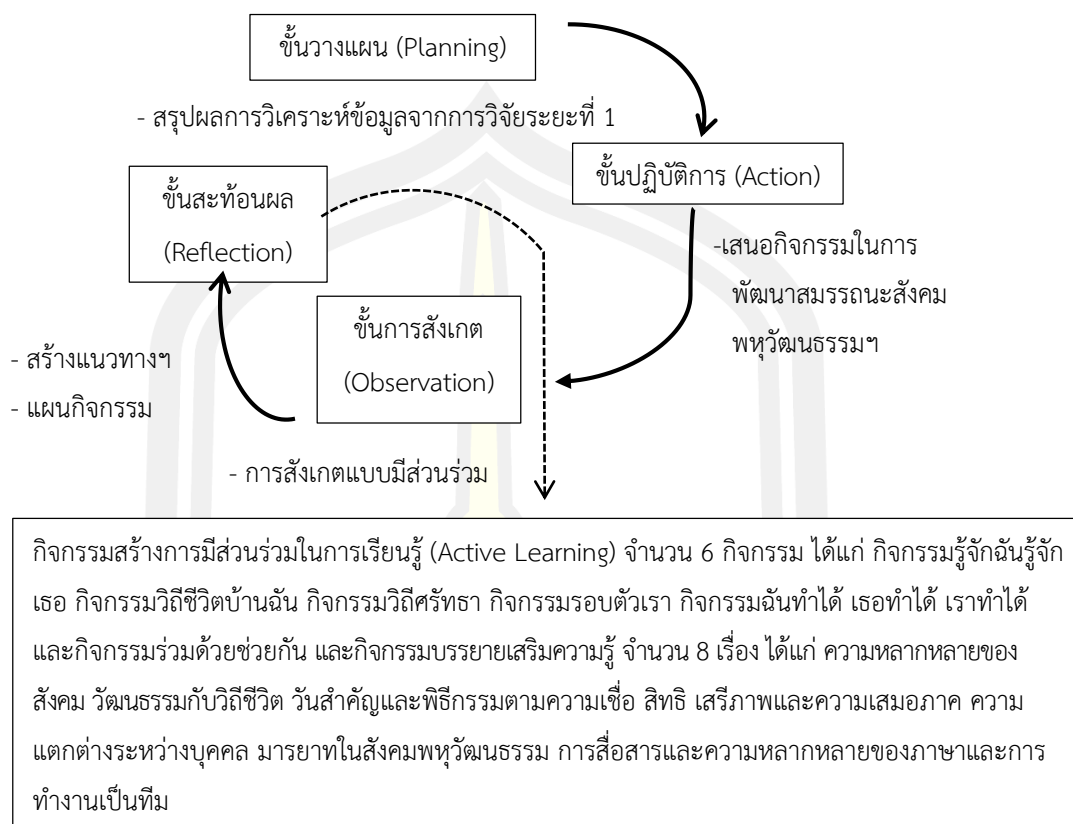 ขั้นวางแผน (Planning)
- สรุปผลการวิเคราะห์ข้อมูลจากการวิจัยระยะที่ 1
ขั้นปฏิบัติการ (Action)
-เสนอกิจกรรมในการ
พัฒนาสมรรถนะสังคม
พหุวัฒนธรรมฯ
ขั้นสะท้อนผล
(Reflection)
ขั้นการสังเกต
(Observation)
- สร้างแนวทางฯ
- แผนกิจกรรม
- การสังเกตแบบมีส่วนร่วม
กิจกรรมสร้างการมีส่วนร่วมในการเรียนรู้ (Active Learning) จำนวน 6 กิจกรรม ได้แก่ กิจกรรมรู้จักฉันรู้จัก
เธอ กิจกรรมวิถีชีวิตบ้านฉัน กิจกรรมวิถีศรัทธา กิจกรรมรอบตัวเรา กิจกรรมฉันทำได้ เธอทำได้ เราทำได้
และกิจกรรมร่วมด้วยช่วยกัน และกิจกรรมบรรยายเสริมความรู้ จำนวน 8 เรื่อง ได้แก่ ความหลากหลายของ
สังคม วัฒนธรรมกับวิถีชีวิต วันสำคัญและพิธีกรรมตามความเชื่อ สิทธิ เสรีภาพและความเสมอภาค ความ
แตกต่างระหว่างบุคคล มารยาทในสังคมพหุวัฒนธรรม การสื่อสารและความหลากหลายของภาษาและการ
ทำงานเป็นทีม